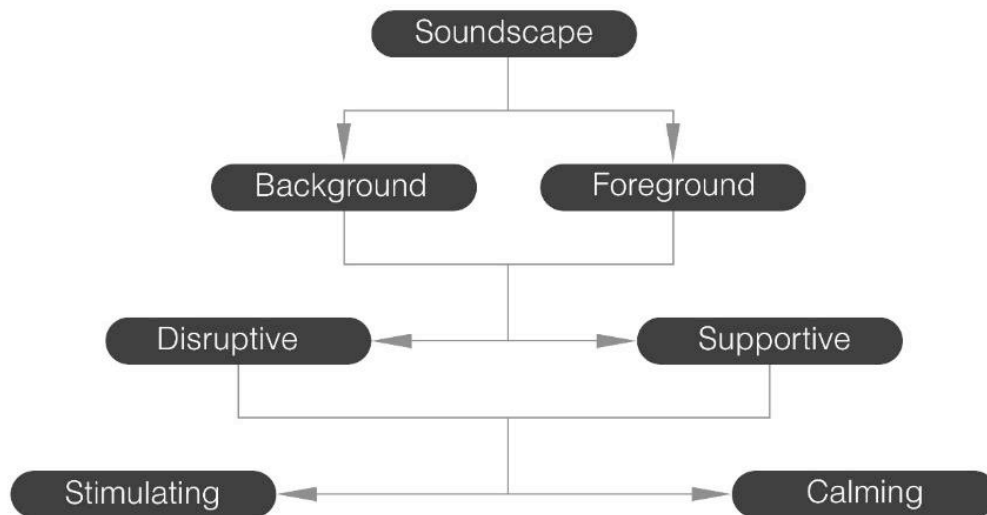 Soundscape
Background
Foreground
Disruptive
Supportive
Stimulating
Calming